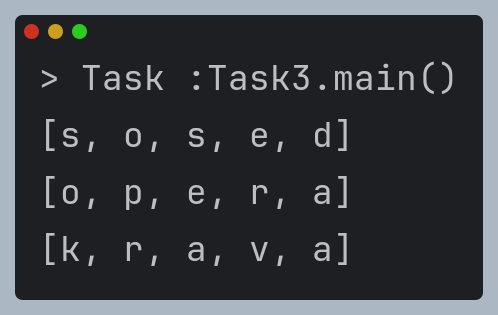 > Task :Task3.main()
[s, o, s, e, d]
[o, p, e, r, a]
[k, r, a, v, a]